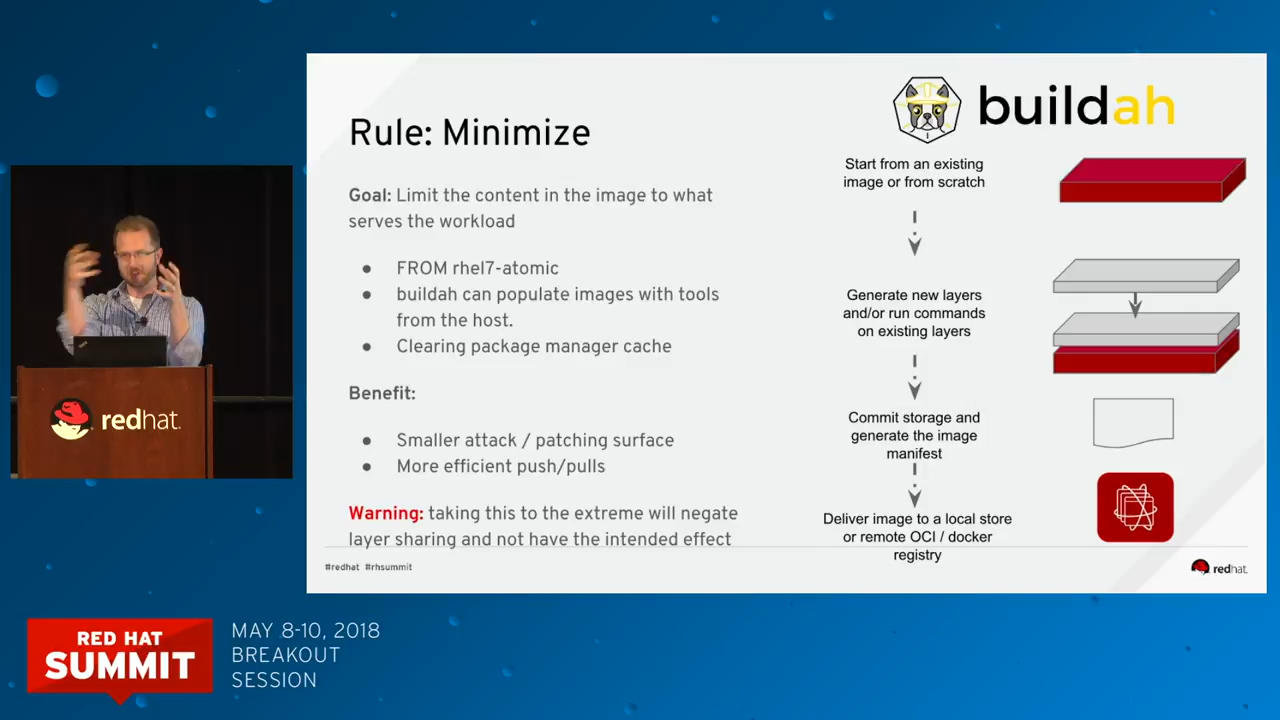 buildah
Rule: Minimize
Goal: Limit the content in the image to what
serves the workload
● FROM rhel7-atomic
● buildah can populate images with tools
from the host.
● Clearing package manager cache
Benefit:
● Smaller attack / patching surface
● More efficient push/pulls
Warning: taking this to the extreme will negate
layer sharing and not have the intended effect
Start from an existing
image or from scratch
Generate new layers
and/or run commands
on existing layers
Commit storage and
generate the image
manifest
Deliver image to a local store
or remote OCI / docker
registry
#redhat #rhsummit
redhat.
redhat.
RED HAT
SUMMIT
MAY 8-10, 2018
BREAKOUT
SESSION